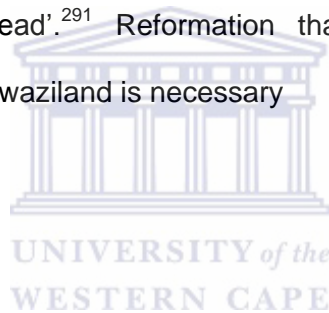 ead’.291 Reformation tha
waziland is necessary
UNIVERSITY of the
WESTERN CAPE